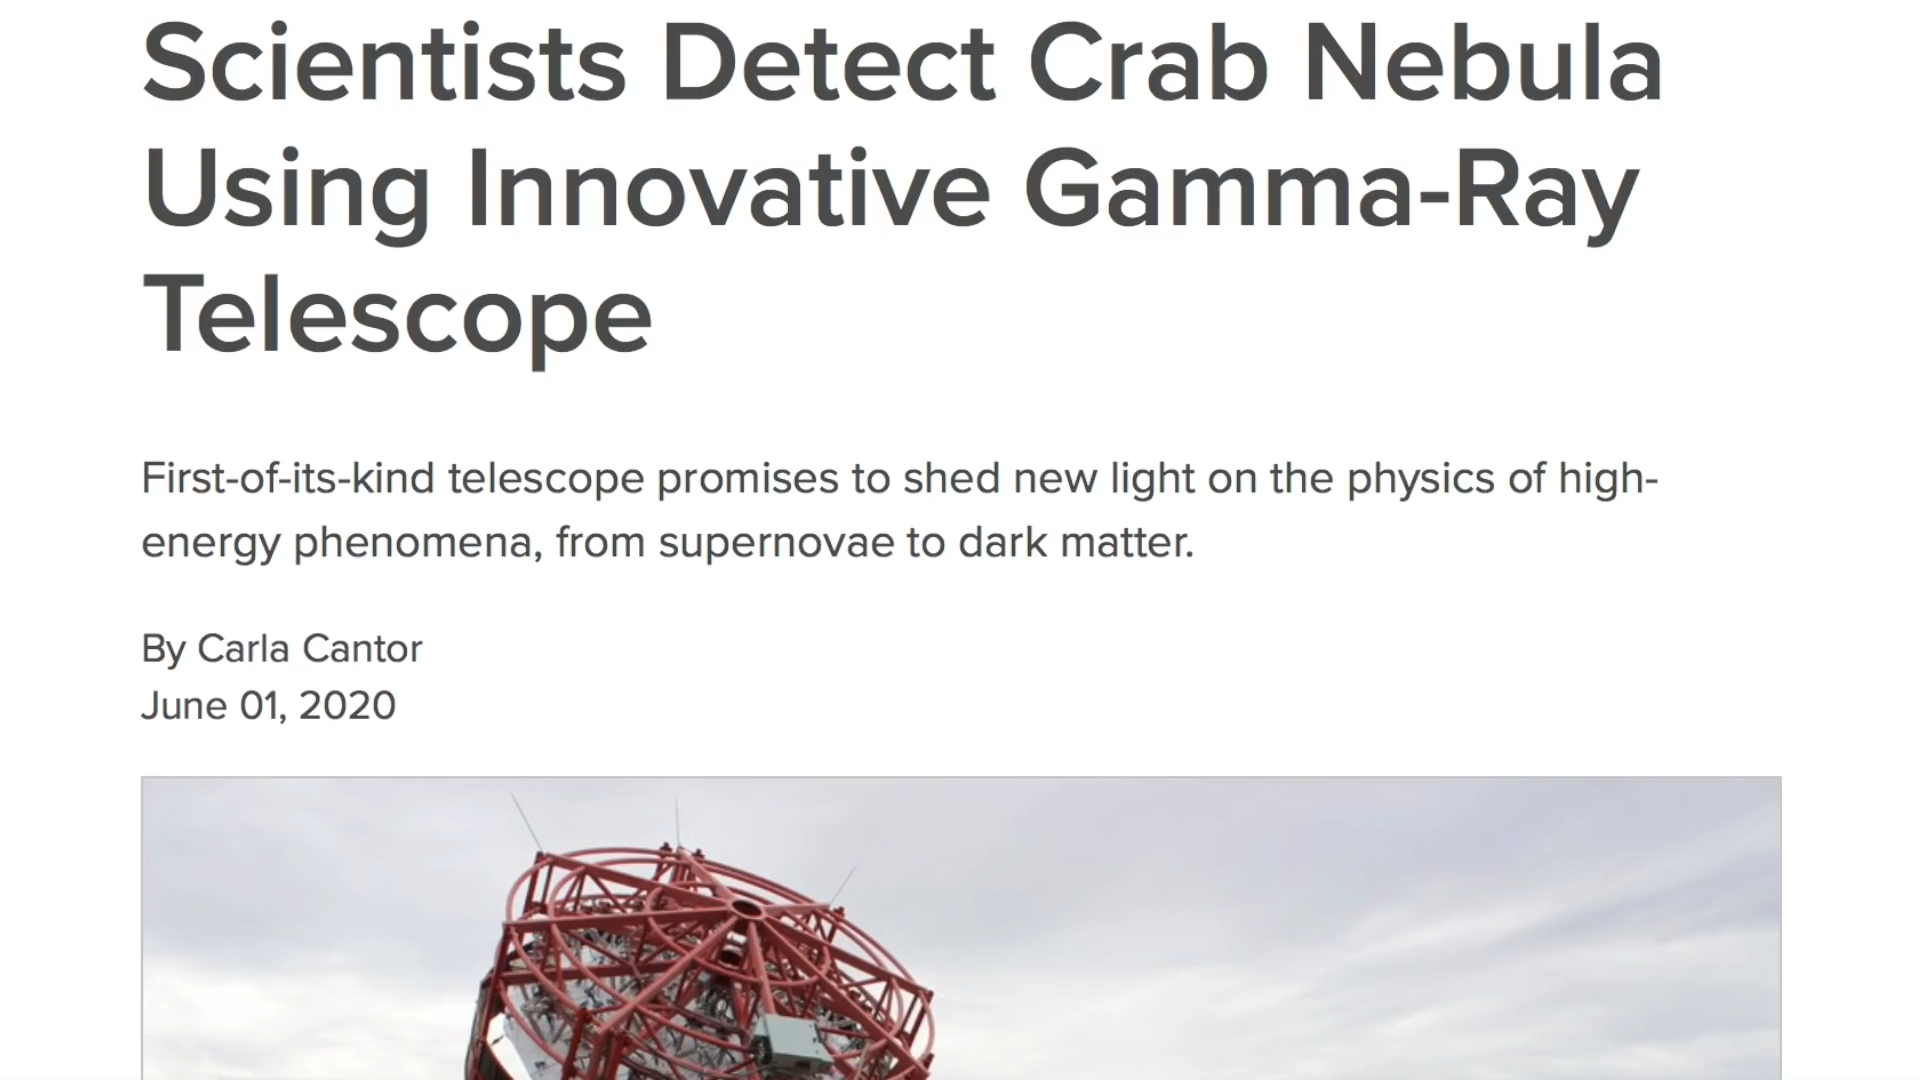 Scientists Detect Crab Nebula
Using Innovative Gamma-Ray
Telescope
First-of-its-kind telescope promises to shed new light on the physics of high-
energy phenomena, from supernovae to dark matter.
By Carla Cantor
June 01, 2020